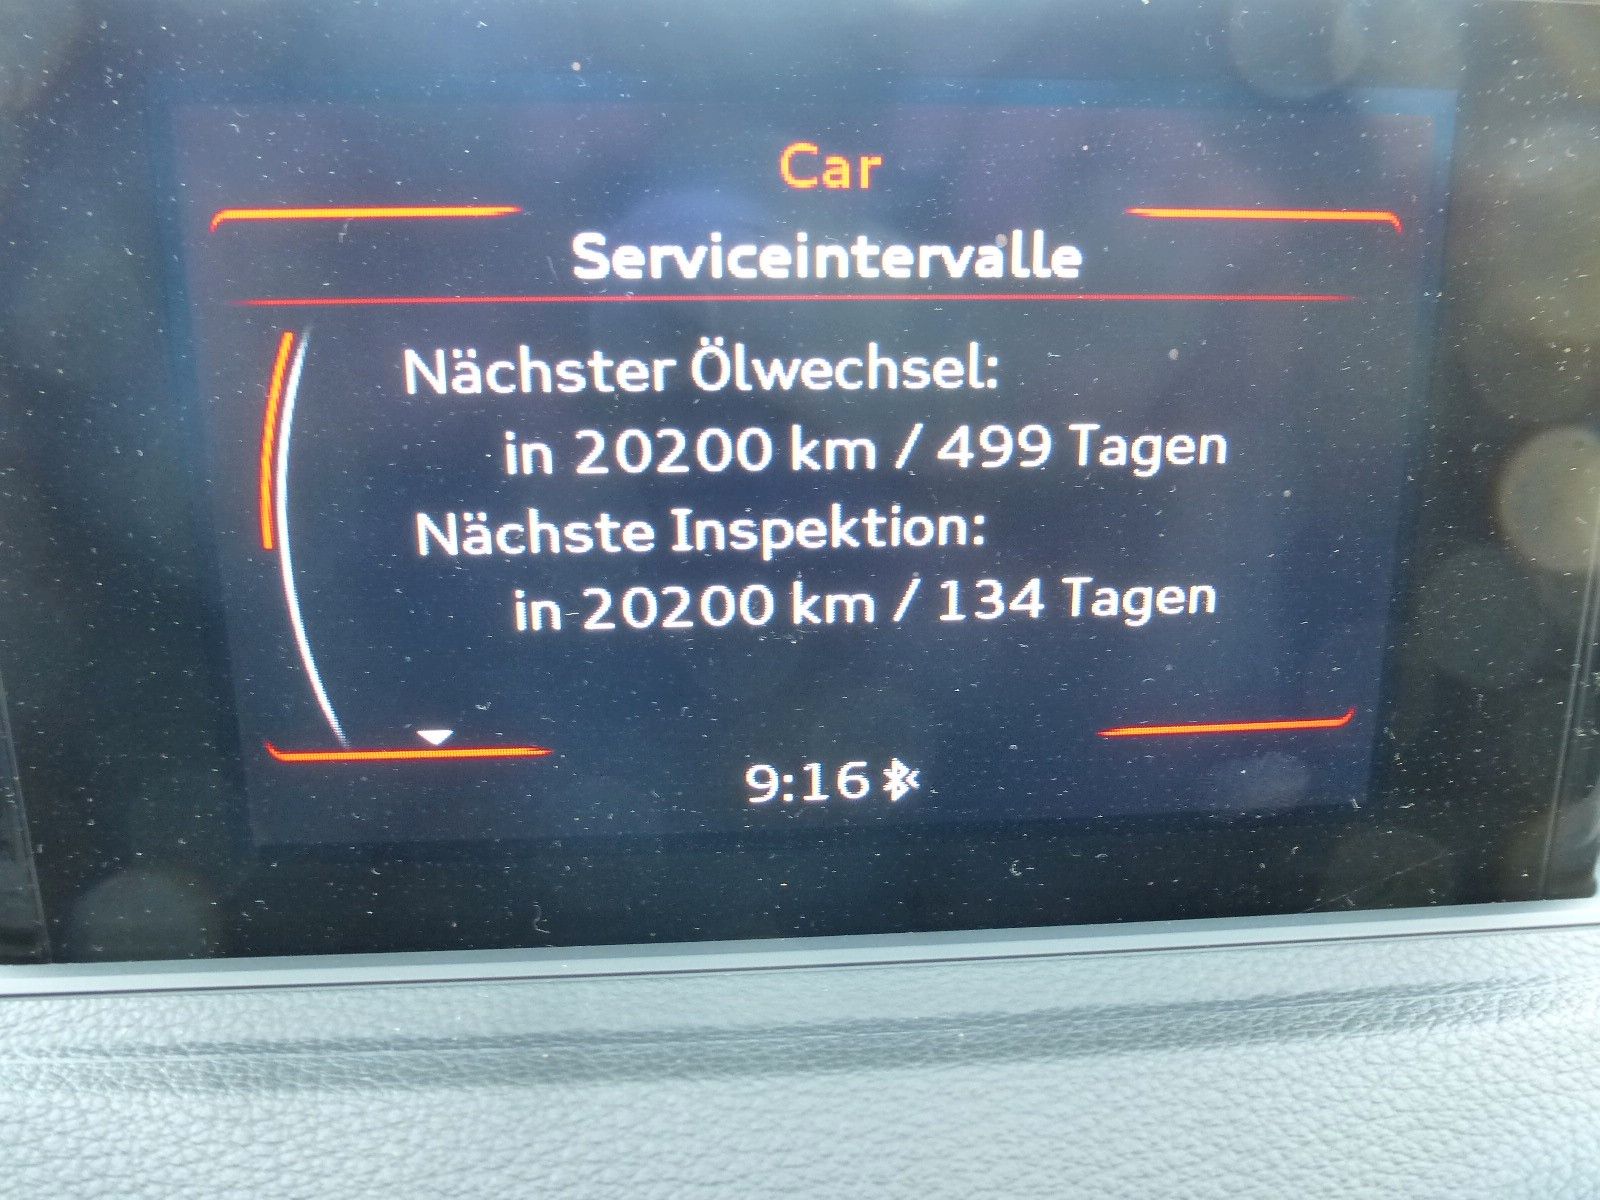 Car
Serviceintervalle
Nächster Ölwechsel:
in 20200 km / 499 Tagen
Nächste Inspektion:
in 20200 km / 134 Tagen
9:16